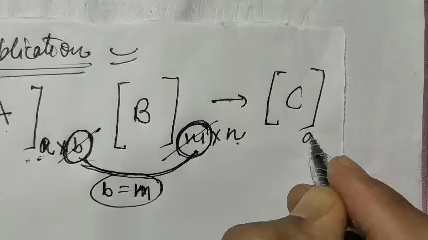 plication
A]a×b [B]m×n → [C]a
b = m